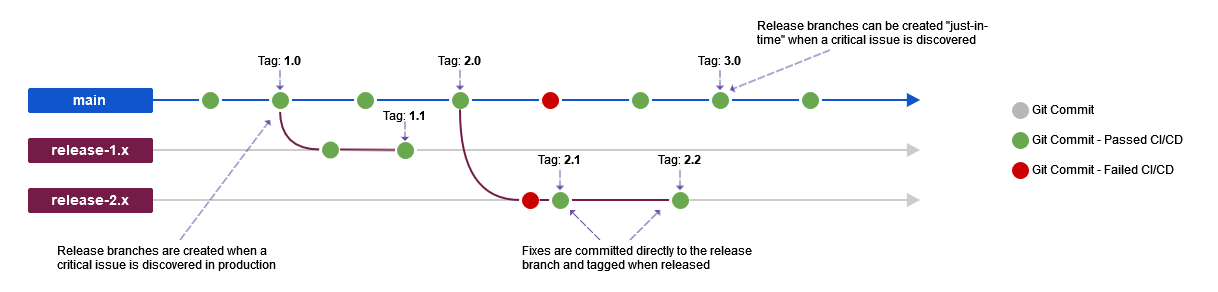 Release branches can be created "just-in-
time" when a critical issue is discovered
Tag: 1.0
Tag: 2.0
Tag: 3.0
main
Tag: 1.1
Git Commit
release-1.x
Git Commit - Passed CI/CD
Tag: 2.1
Tag: 2.2
Git Commit - Failed CI/CD
release-2.x
Release branches are created when a
critical issue is discovered in production
Fixes are committed directly to the release
branch and tagged when released